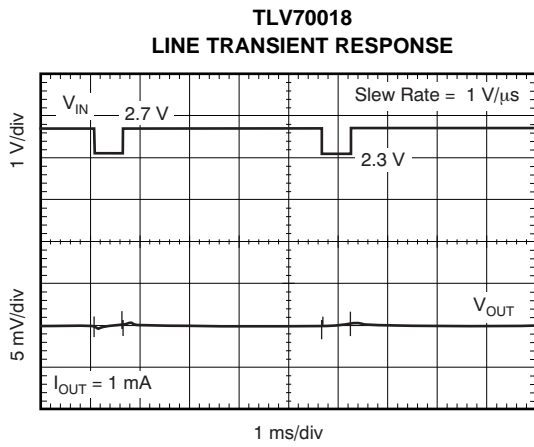 TLV70018
LINE TRANSIENT RESPONSE
V_IN
2.7 V
Slew Rate = 1 V/μs
1 V/div
2.3 V
V_OUT
5 mV/div
I_OUT = 1 mA
1 ms/div